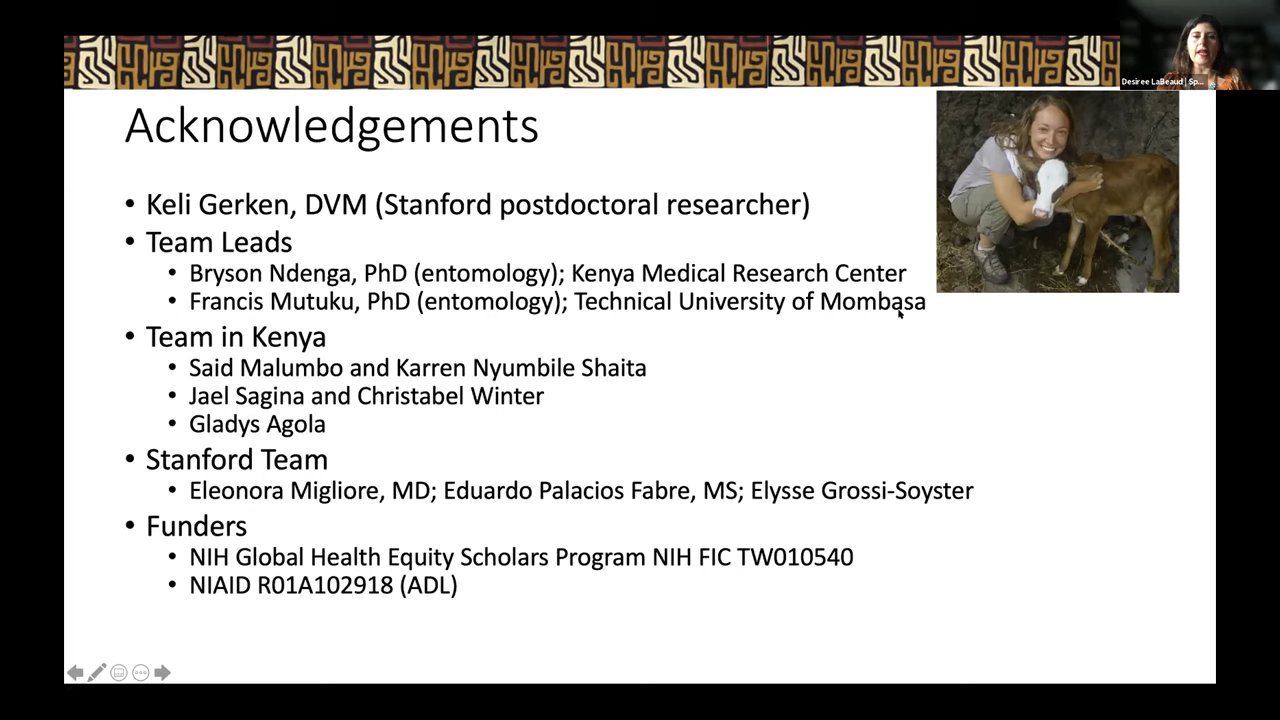 Desiree LaBeaud | Sp...
Acknowledgements
• Keli Gerken, DVM (Stanford postdoctoral researcher)
• Team Leads
• Bryson Ndenga, PhD (entomology); Kenya Medical Research Center
• Francis Mutuku, PhD (entomology); Technical University of Mombasa
• Team in Kenya
• Said Malumbo and Karren Nyumbile Shaita
• Jael Sagina and Christabel Winter
• Gladys Agola
• Stanford Team
• Eleonora Migliore, MD; Eduardo Palacios Fabre, MS; Elysse Grossi-Soyster
• Funders
• NIH Global Health Equity Scholars Program NIH FIC TW010540
• NIAID R01A102918 (ADL)